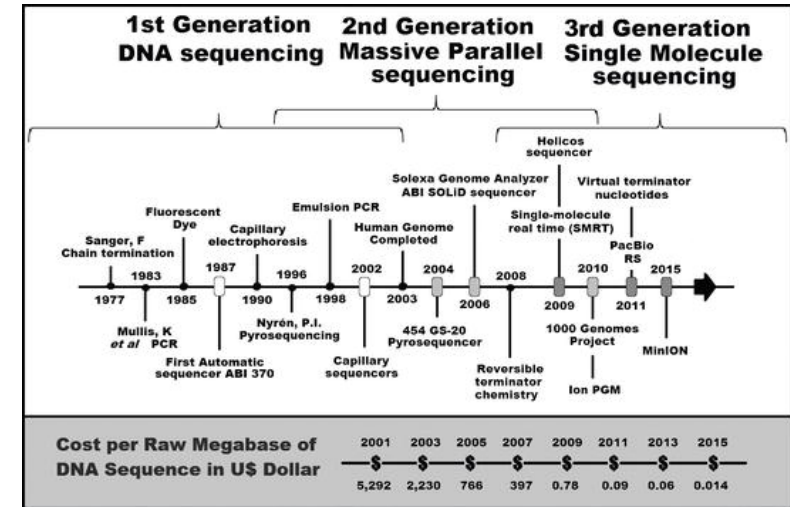 1st Generation
DNA sequencing
2nd Generation
Massive Parallel
sequencing
3rd Generation
Single Molecule
sequencing
Helicos
sequencer
Solexa Genome Analyzer
ABI SOLiD sequencer
Virtual terminator
nucleotides
Fluorescent
Dye
Emulsion PCR
Single-molecule
real time (SMRT)
Sanger, F
Chain termination
Capillary
electrophoresis
Human Genome
Completed
PacBio
RS
1983
1987
1996
2002
2004
2008
2010
2015
1977
1985
1990
1998
2003
2006
2009
2011
Mullis, K
et al PCR
First Automatic
sequencer ABI 370
Nyrén, P.I.
Pyrosequencing
Capillary
sequencers
454 GS-20
Pyrosequencer
Reversible
terminator
chemistry
1000 Genomes
Project
Ion PGM
MinION
Cost per Raw Megabase of
DNA Sequence in U$ Dollar
2001 2003 2005 2007 2009 2011 2013 2015
$ $ $ $ $ $ $ $
5,292 2,230 766 397 0.78 0.09 0.06 0.014